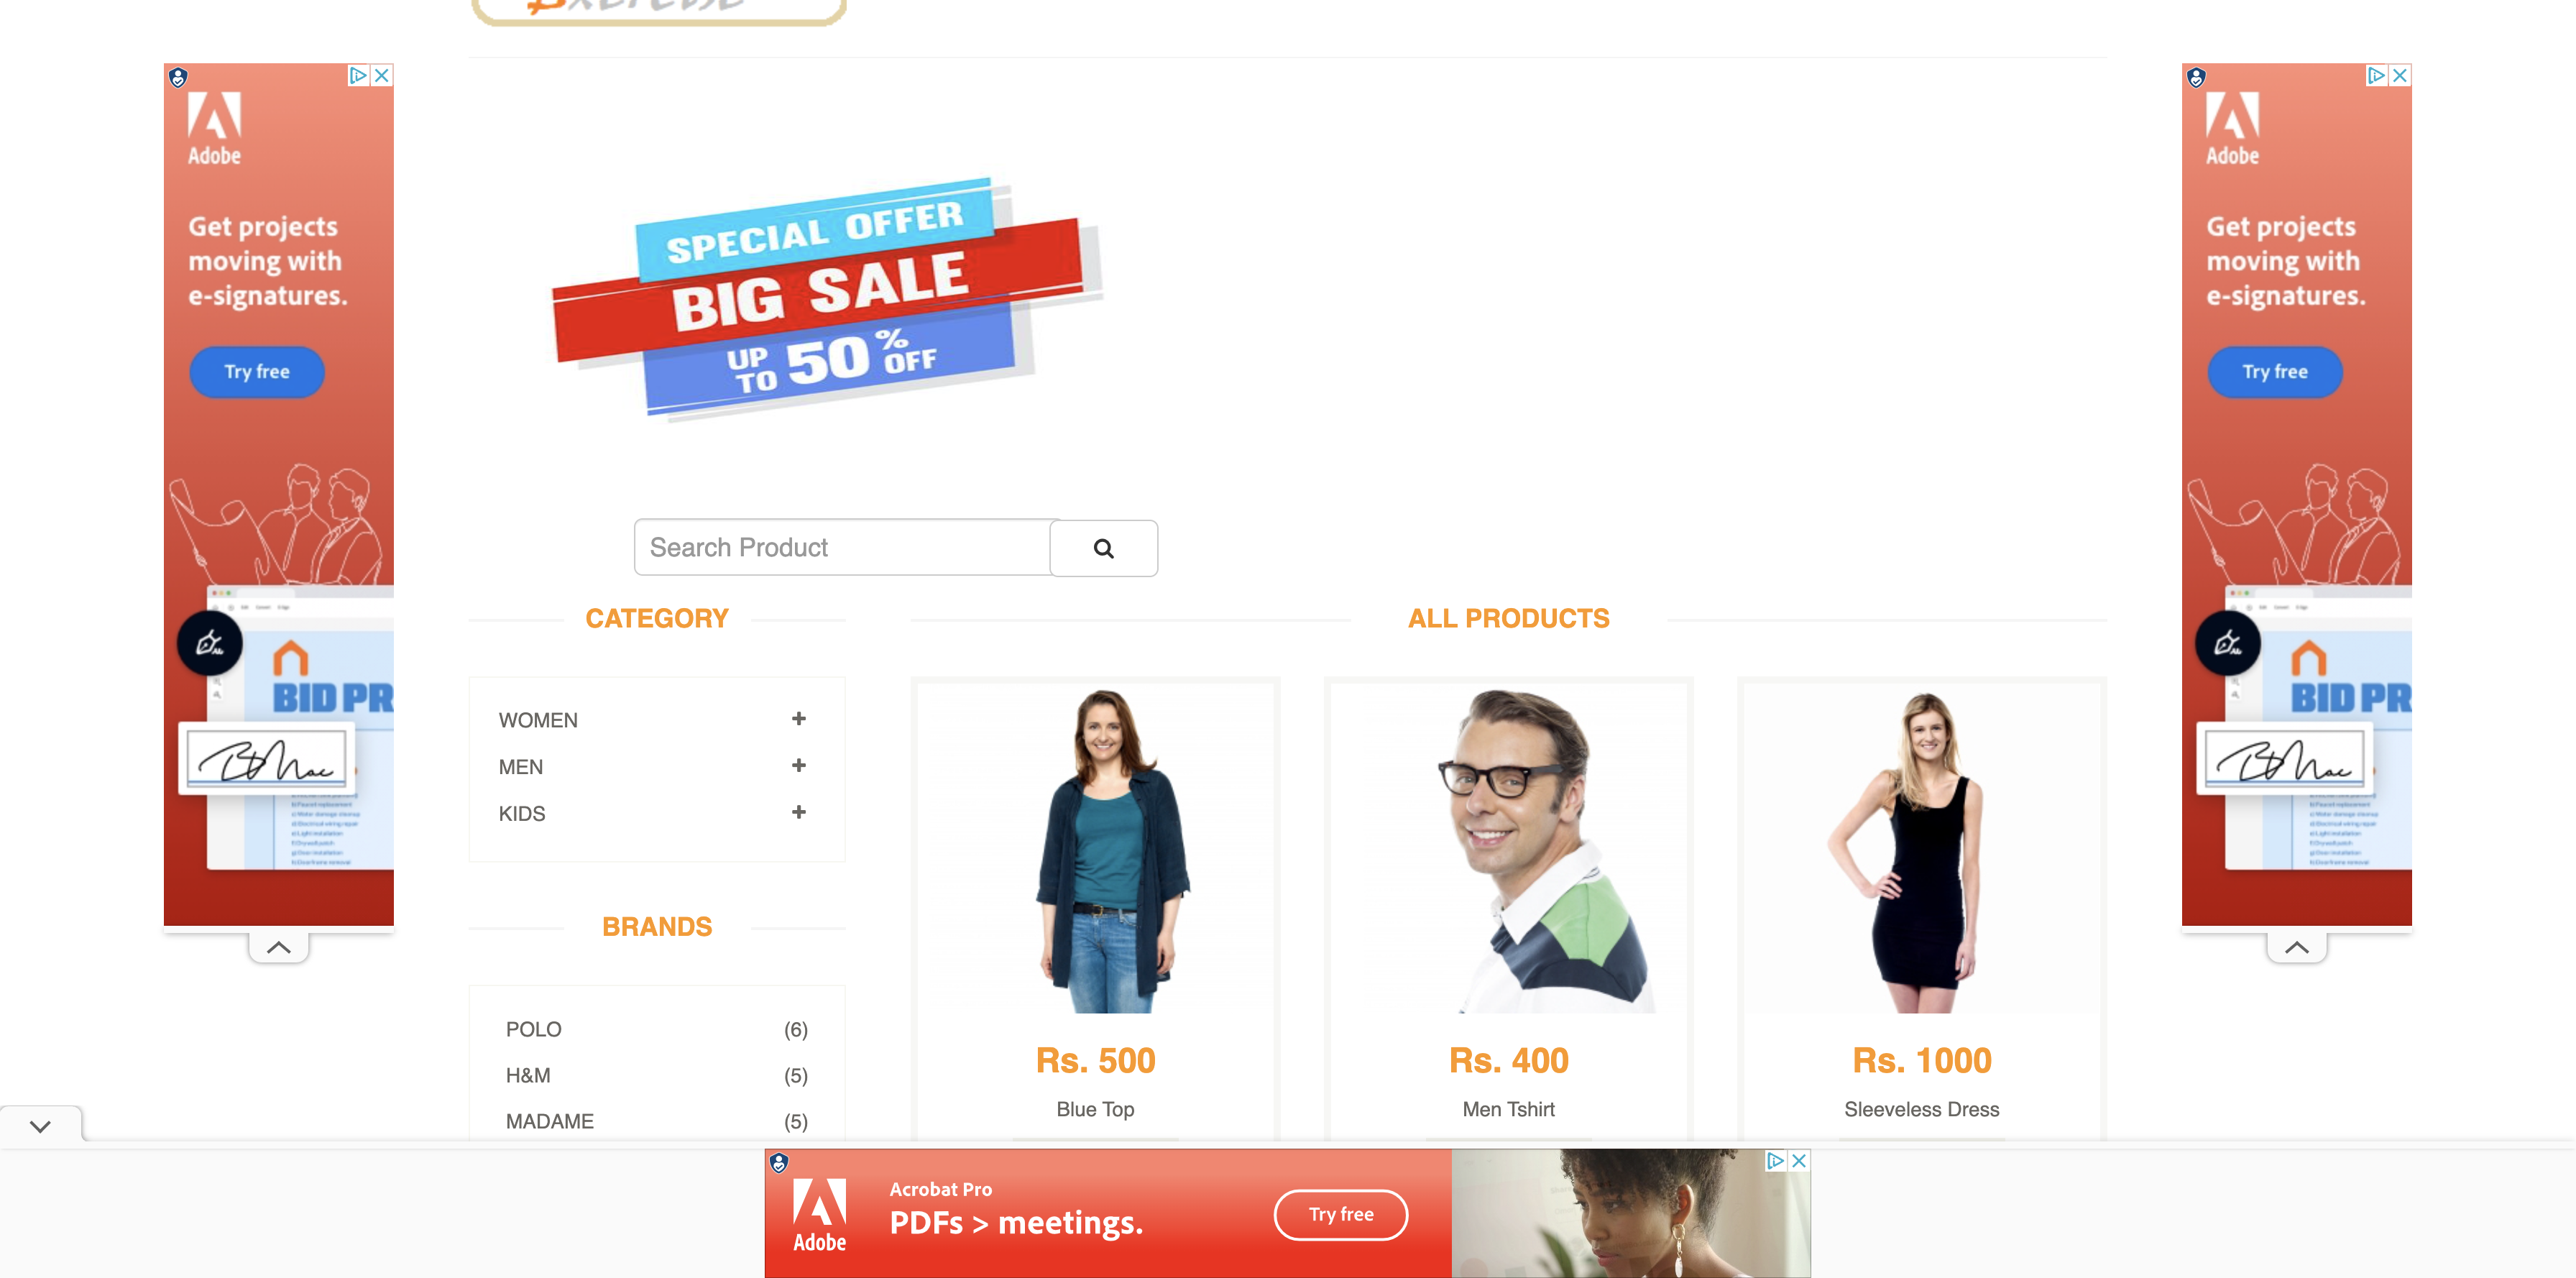 Adobe
Get projects
moving with
e-signatures.
Try free
BID PR
SPECIAL OFFER
BIG SALE
UP TO 50% OFF
Search Product
CATEGORY
WOMEN
MEN
KIDS
BRANDS
POLO (6)
H&M (5)
MADAME (5)
ALL PRODUCTS
Rs. 500
Blue Top
Rs. 400
Men Tshirt
Rs. 1000
Sleeveless Dress
Adobe
Get projects
moving with
e-signatures.
Try free
BID PR
Adobe
Acrobat Pro
PDFs > meetings.
Try free